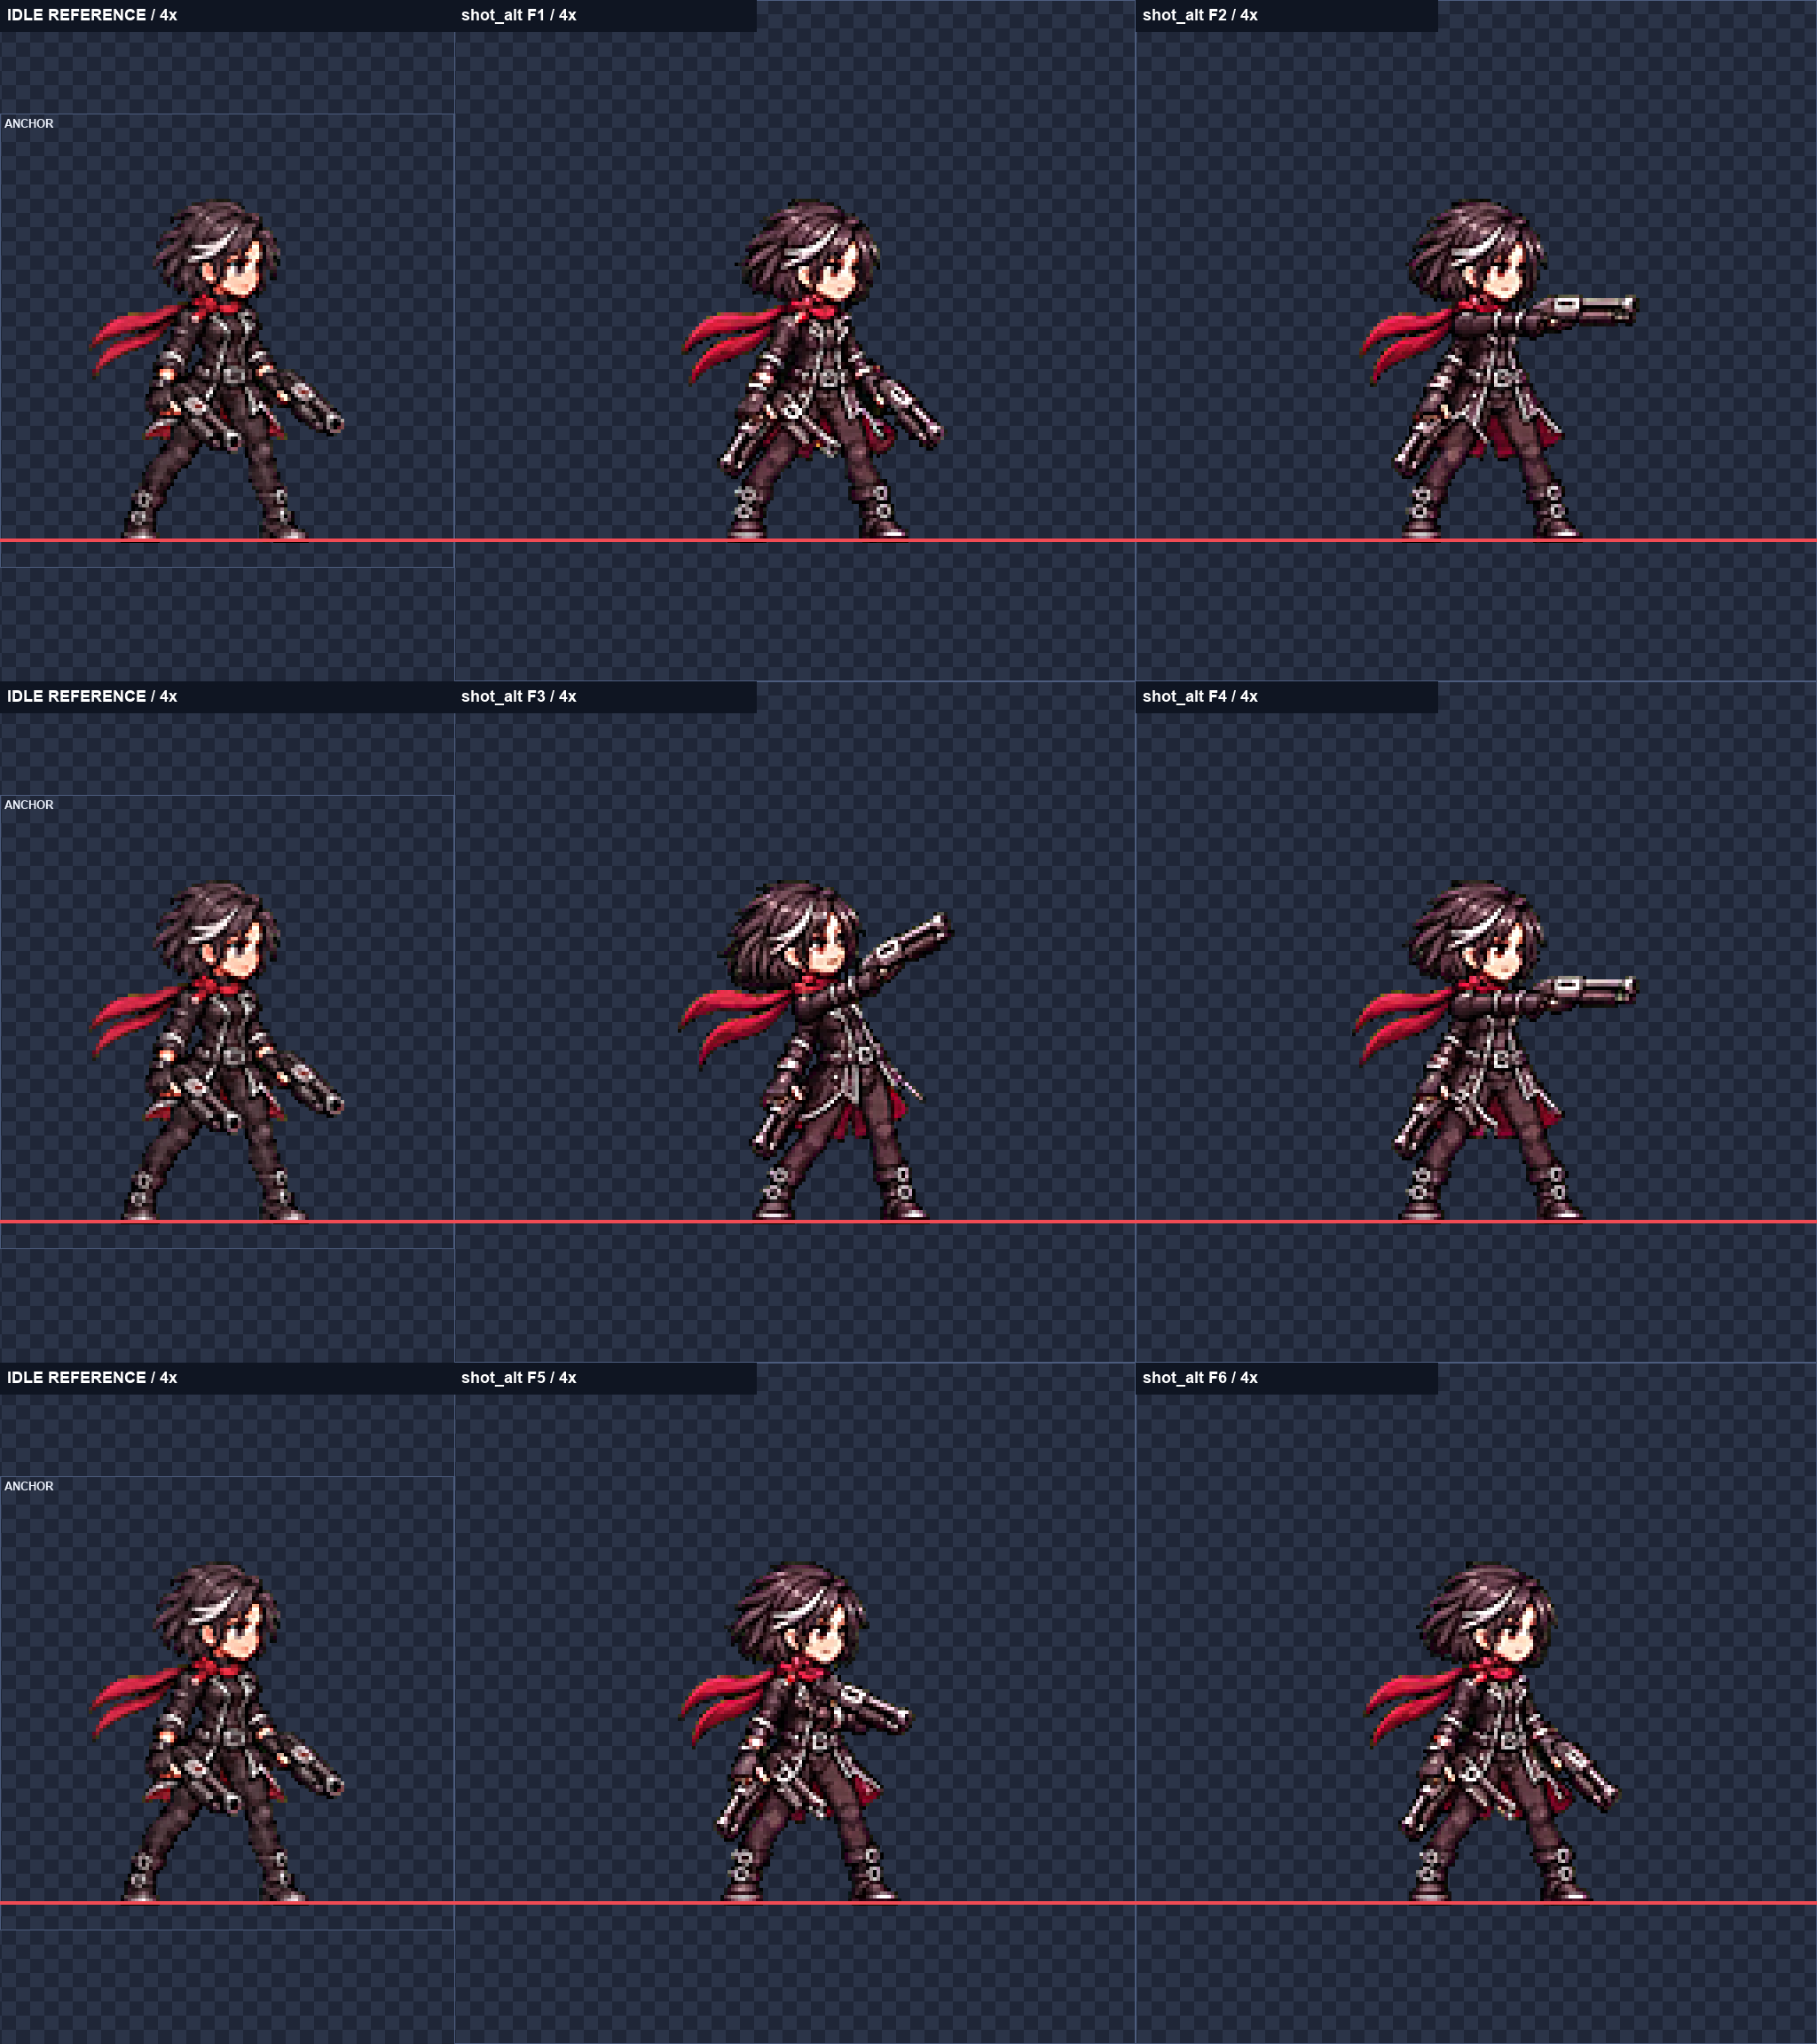 IDLE REFERENCE / 4x
shot_alt F1 / 4x
shot_alt F2 / 4x
ANCHOR
IDLE REFERENCE / 4x
shot_alt F3 / 4x
shot_alt F4 / 4x
ANCHOR
IDLE REFERENCE / 4x
shot_alt F5 / 4x
shot_alt F6 / 4x
ANCHOR